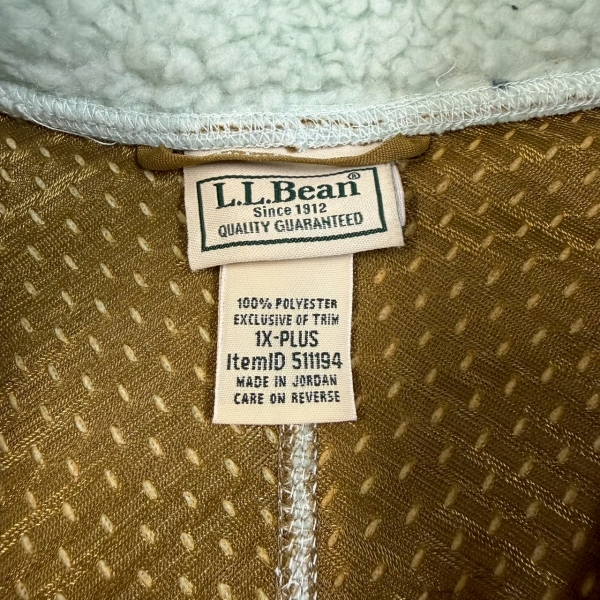 L.L.Bean®
Since 1912
QUALITY GUARANTEED
100% POLYESTER
EXCLUSIVE OF TRIM
1X-PLUS
ItemID 511194
MADE IN JORDAN
CARE ON REVERSE